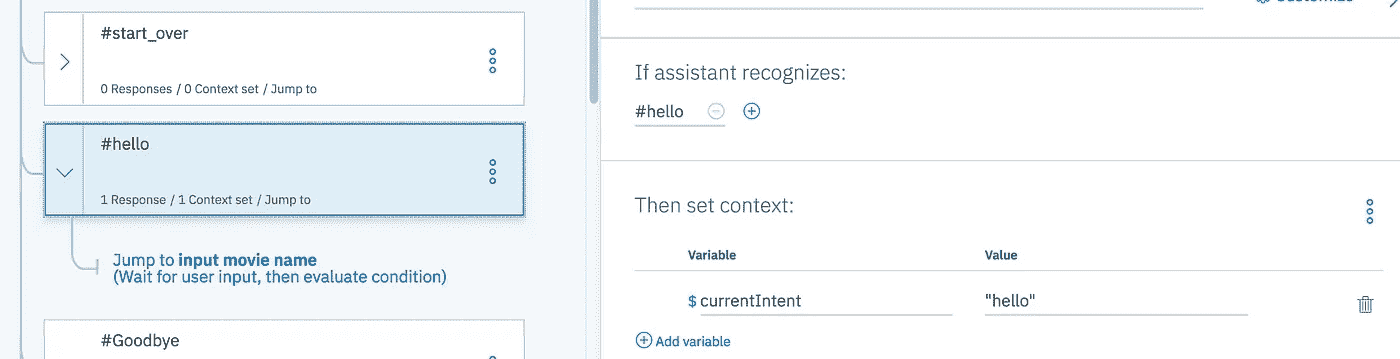 #start_over
0 Responses / 0 Context set / Jump to
#hello
1 Response / 1 Context set / Jump to
Jump to input movie name
(Wait for user input, then evaluate condition)
#Goodbye
Customize
If assistant recognizes:
#hello
Then set context:
Variable Value
$ currentIntent "hello"
Add variable